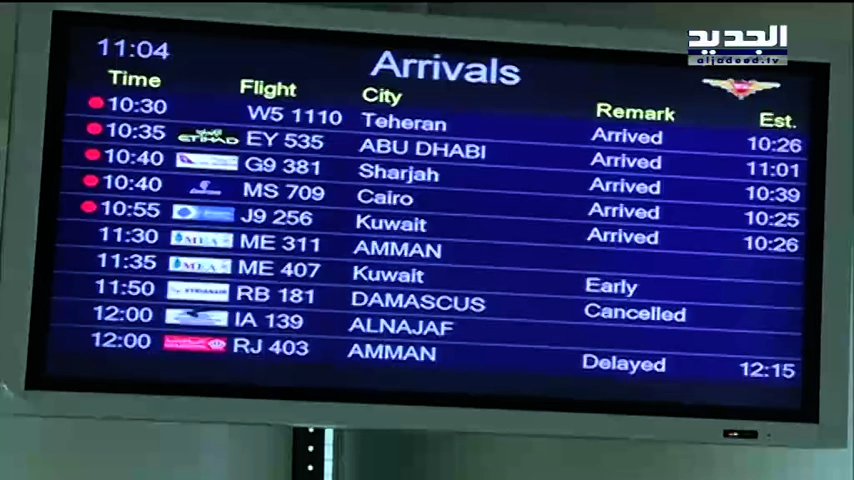 الجديد
aljadeed.tv
11:04
Arrivals
Time Flight City Remark Est.
10:30 W5 1110 Teheran Arrived 10:26
10:35 ETIHAD EY 535 ABU DHABI Arrived 11:01
10:40 G9 381 Sharjah Arrived 10:39
10:40 MS 709 Cairo Arrived 10:25
10:55 J9 256 Kuwait Arrived 10:26
11:30 MEA ME 311 AMMAN
11:35 MEA ME 407 Kuwait Early
11:50 RB 181 DAMASCUS Cancelled
12:00 IA 139 ALNAJAF
12:00 RJ 403 AMMAN Delayed 12:15